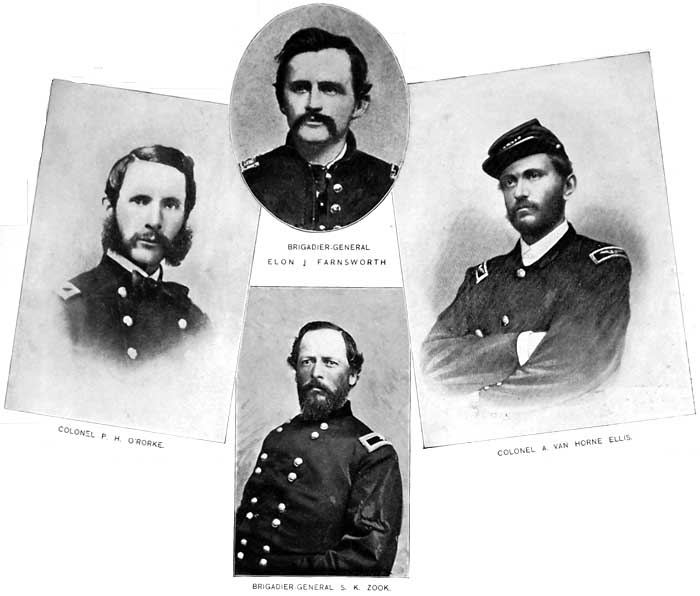 BRIGADIER-GENERAL
ELON J FARNSWORTH
COLONEL P. H. O'RORKE.
COLONEL A. VAN HORNE ELLIS.
BRIGADIER-GENERAL S. K. ZOOK.